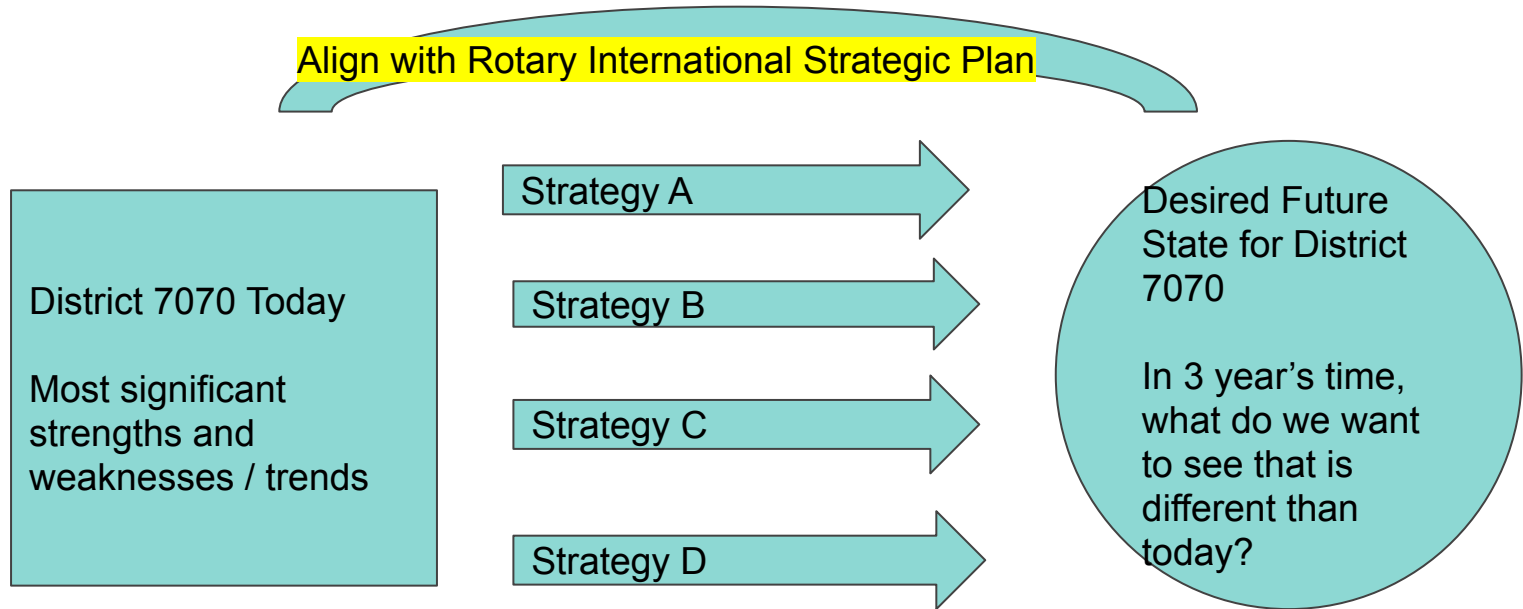 Align with Rotary International Strategic Plan
District 7070 Today
Most significant
strengths and
weaknesses / trends
Strategy A
Strategy B
Strategy C
Strategy D
Desired Future
State for District
7070
In 3 year’s time,
what do we want
to see that is
different than
today?